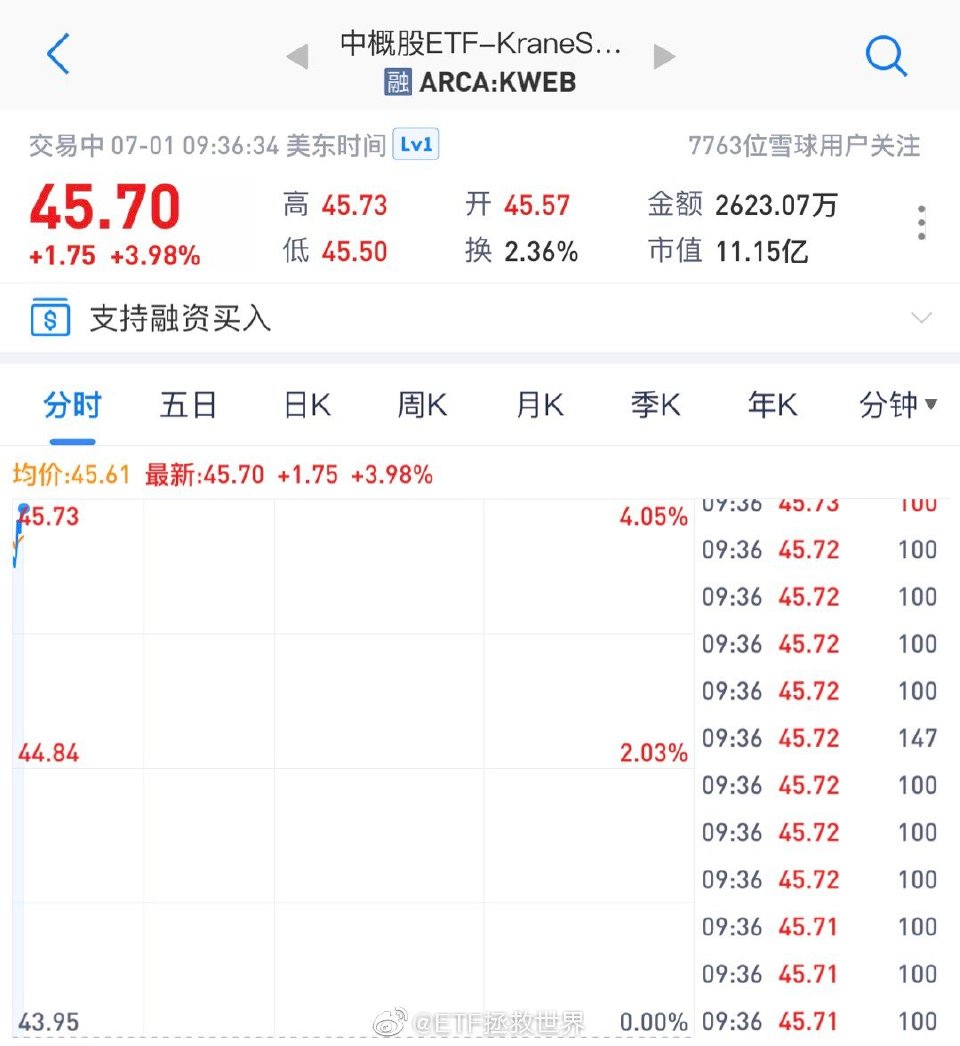 中概股ETF-KraneS...
融 ARCA:KWEB
交易中 07-01 09:36:34 美东时间 Lv1 7763位雪球用户关注
45.70 高 45.73 开 45.57 金额 2623.07万
+1.75 +3.98% 低 45.50 换 2.36% 市值 11.15亿
$ 支持融资买入
分时 五日 日K 周K 月K 季K 年K 分钟
均价:45.61 最新:45.70 +1.75 +3.98%
45.73 4.05%
44.84 2.03%
43.95 0.00%
09:36 45.73 100
09:36 45.72 100
09:36 45.72 100
09:36 45.72 100
09:36 45.72 100
09:36 45.72 147
09:36 45.72 100
09:36 45.72 100
09:36 45.72 100
09:36 45.71 100
09:36 45.71 100
09:36 45.71 100
@ETF拯救世界